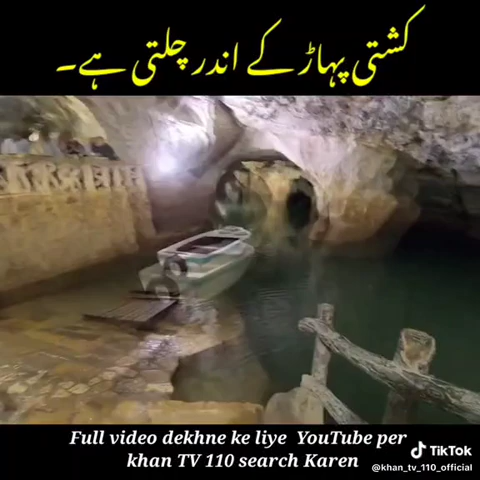 کشتی پہاڑ کے اندر چلتی ہے۔
Full video dekhne ke liye YouTube per
khan TV 110 search Karen
TikTok
@khan_tv_110_official